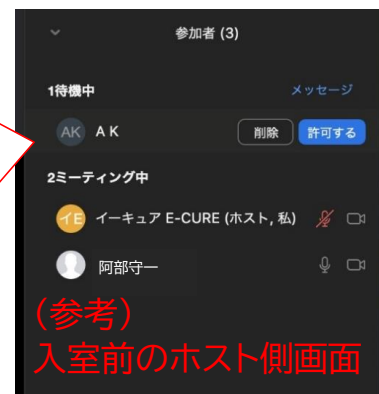 参加者 (3)
1待機中 メッセージ
AK A K 削除 許可する
2ミーティング中
イE イーキュア E-CURE (ホスト, 私)
阿部守一
(参考)
入室前のホスト側画面